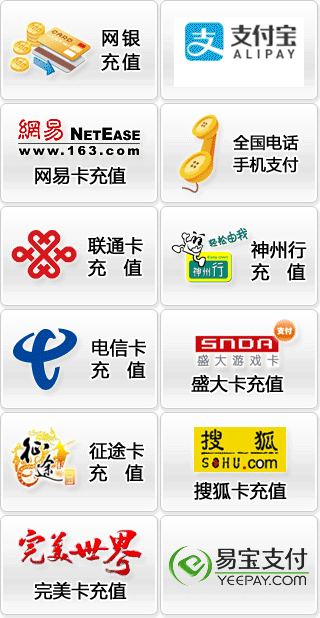 网银
充值
支付宝
ALIPAY
網易 NETEASE
www.163.com
网易卡充值
全国电话
手机支付
联通卡
充值
轻松由我
神州行
神州行
充值
电信卡
充值
支付
SNDA
盛大游戏卡
盛大卡充值
征途
征途卡
充值
搜狐
SOHU.com
搜狐卡充值
完美世界
完美卡充值
易宝支付
YEEPAY.COM